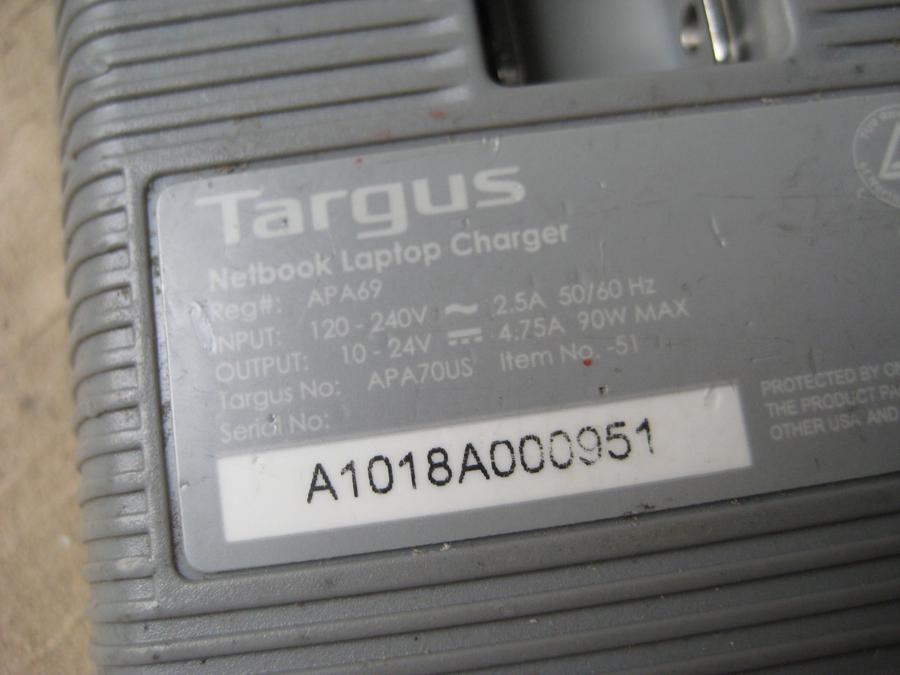 Targus
Netbook Laptop Charger
Reg#: APA69
INPUT: 120 - 240V ~ 2.5A 50/60 Hz
OUTPUT: 10 - 24V ⎓ 4.75A 90W MAX
Targus No: APA70US Item No. -51
Serial No:
A1018A000951
PROTECTED BY
THE PRODUCT
OTHER USA AND